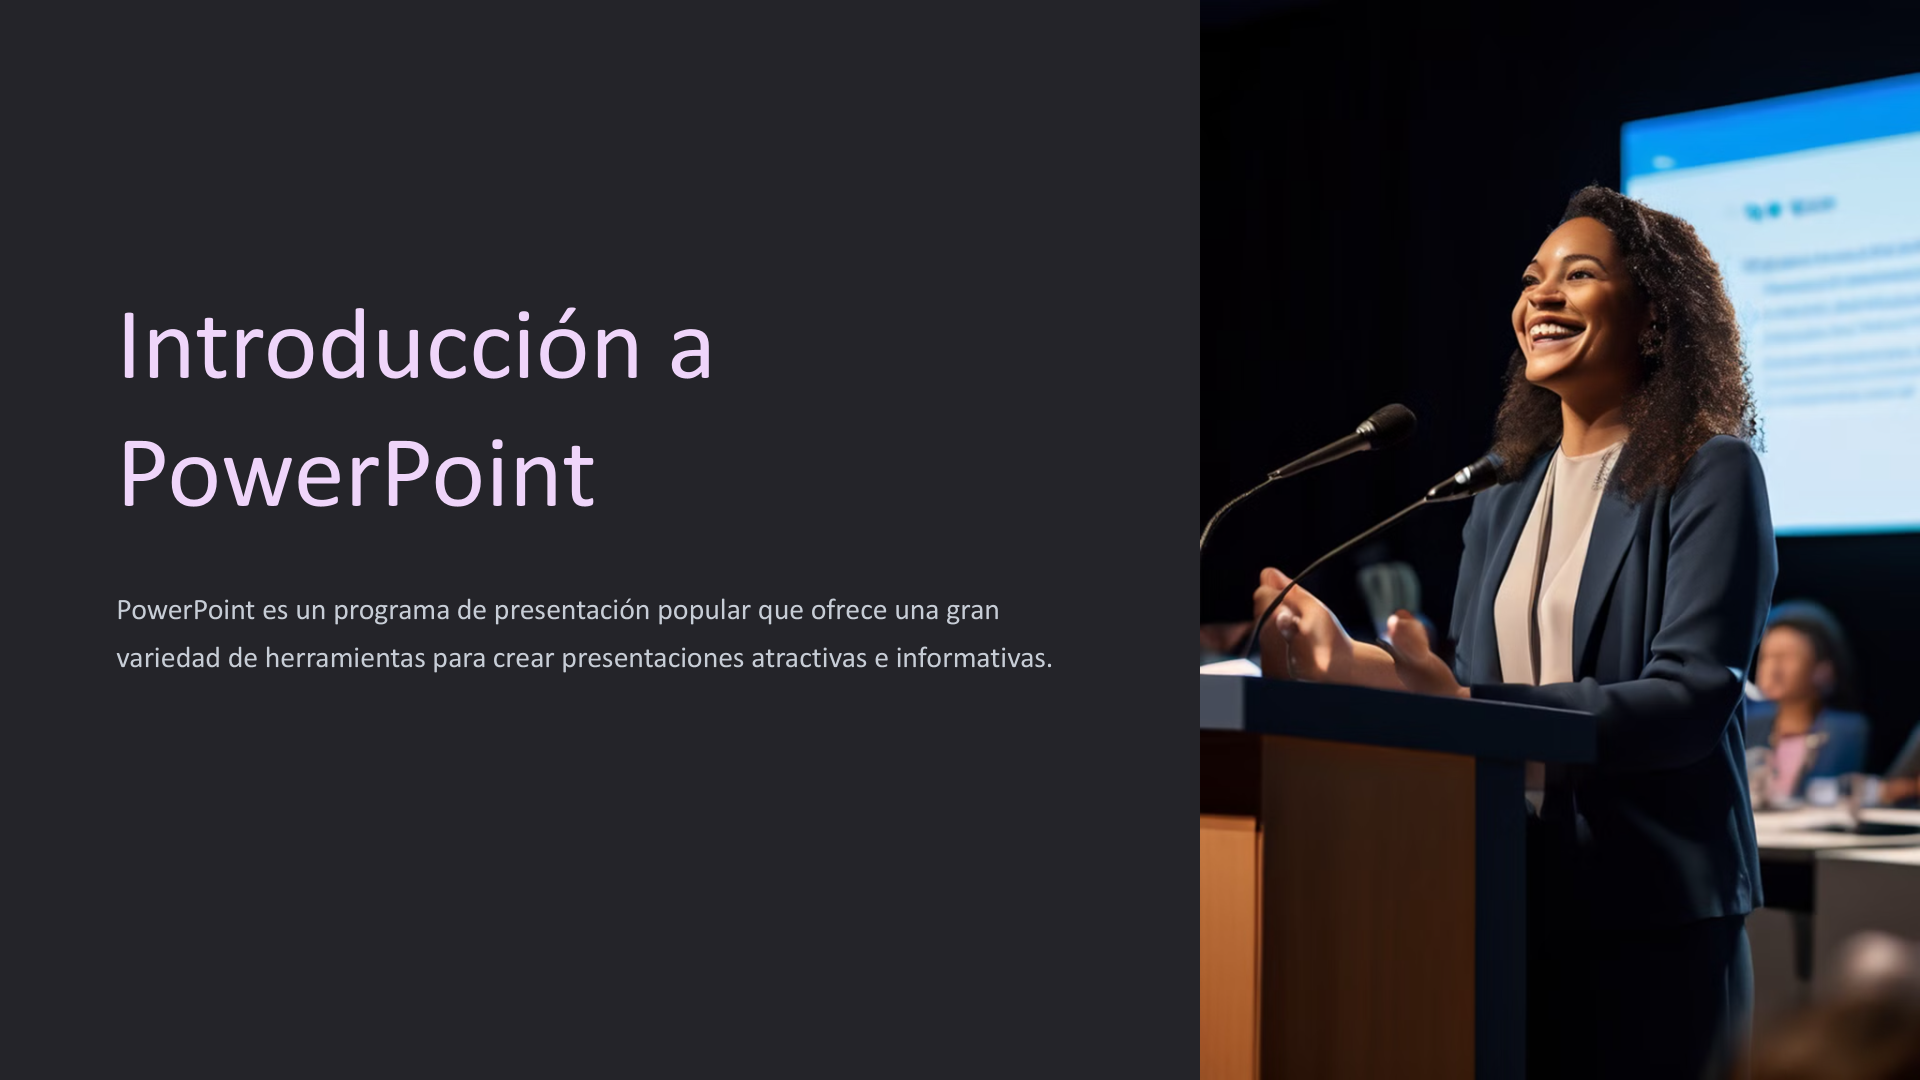 Introducción a
PowerPoint
PowerPoint es un programa de presentación popular que ofrece una gran
variedad de herramientas para crear presentaciones atractivas e informativas.